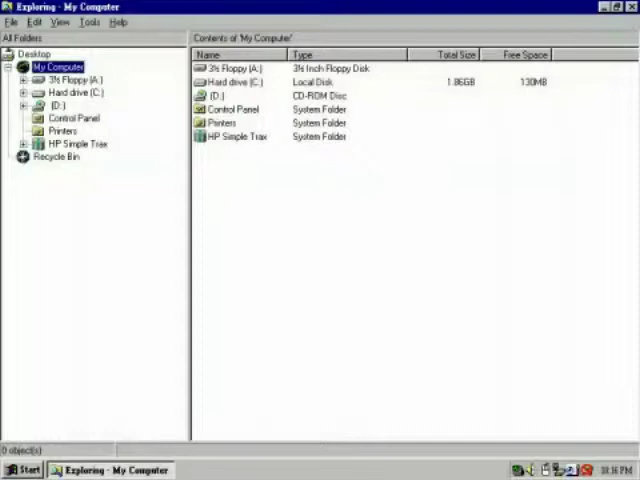 Exploring - My Computer
File Edit View Tools Help
All Folders
Contents of 'My Computer'
Desktop
My Computer
3½ Floppy (A:)
Hard drive (C:)
(D:)
Control Panel
Printers
HP Simple Trax
Recycle Bin
Name Type Total Size Free Space
3½ Floppy (A:) 3½ Inch Floppy Disk
Hard drive (C:) Local Disk 1.86GB 130MB
(D:) CD-ROM Disc
Control Panel System Folder
Printers System Folder
HP Simple Trax System Folder
0 object(s)
Start Exploring - My Computer